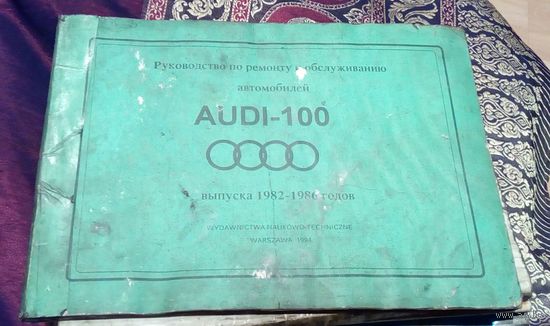 Руководство по ремонту и обслуживанию
автомобилей
AUDI-100
выпуска 1982-1986 годов
WYDAWNICTWA NAUKOWO-TECHNICZNE
WARSZAWA 1994